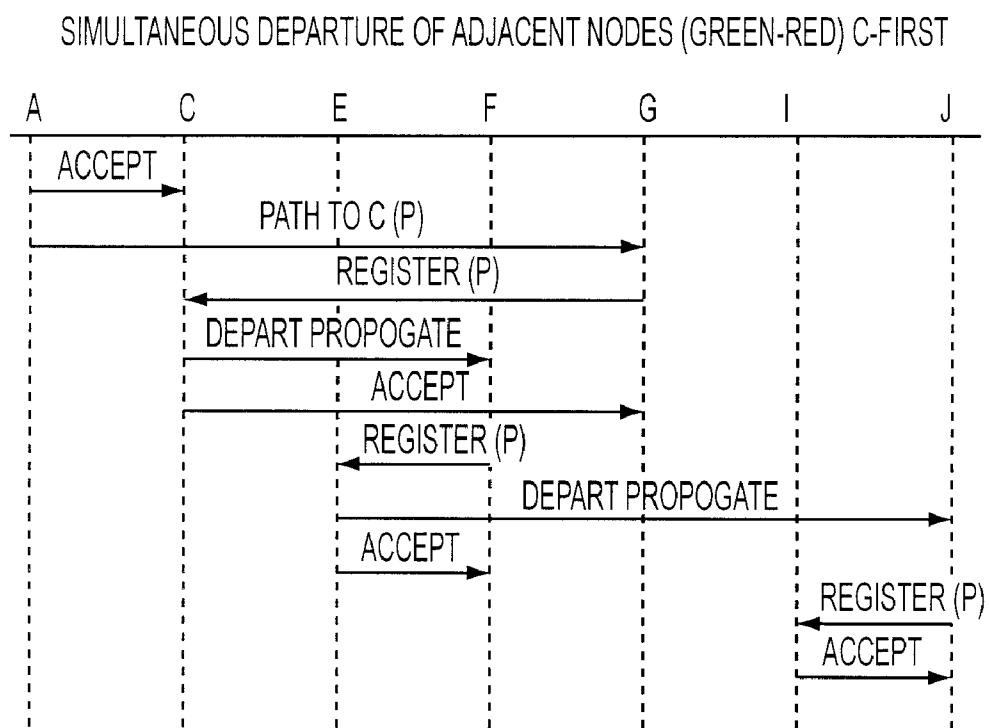 SIMULTANEOUS DEPARTURE OF ADJACENT NODES (GREEN-RED) C-FIRST
A C E F G I J
ACCEPT
PATH TO C (P)
REGISTER (P)
DEPART PROPOGATE
ACCEPT
REGISTER (P)
DEPART PROPOGATE
ACCEPT
REGISTER (P)
ACCEPT